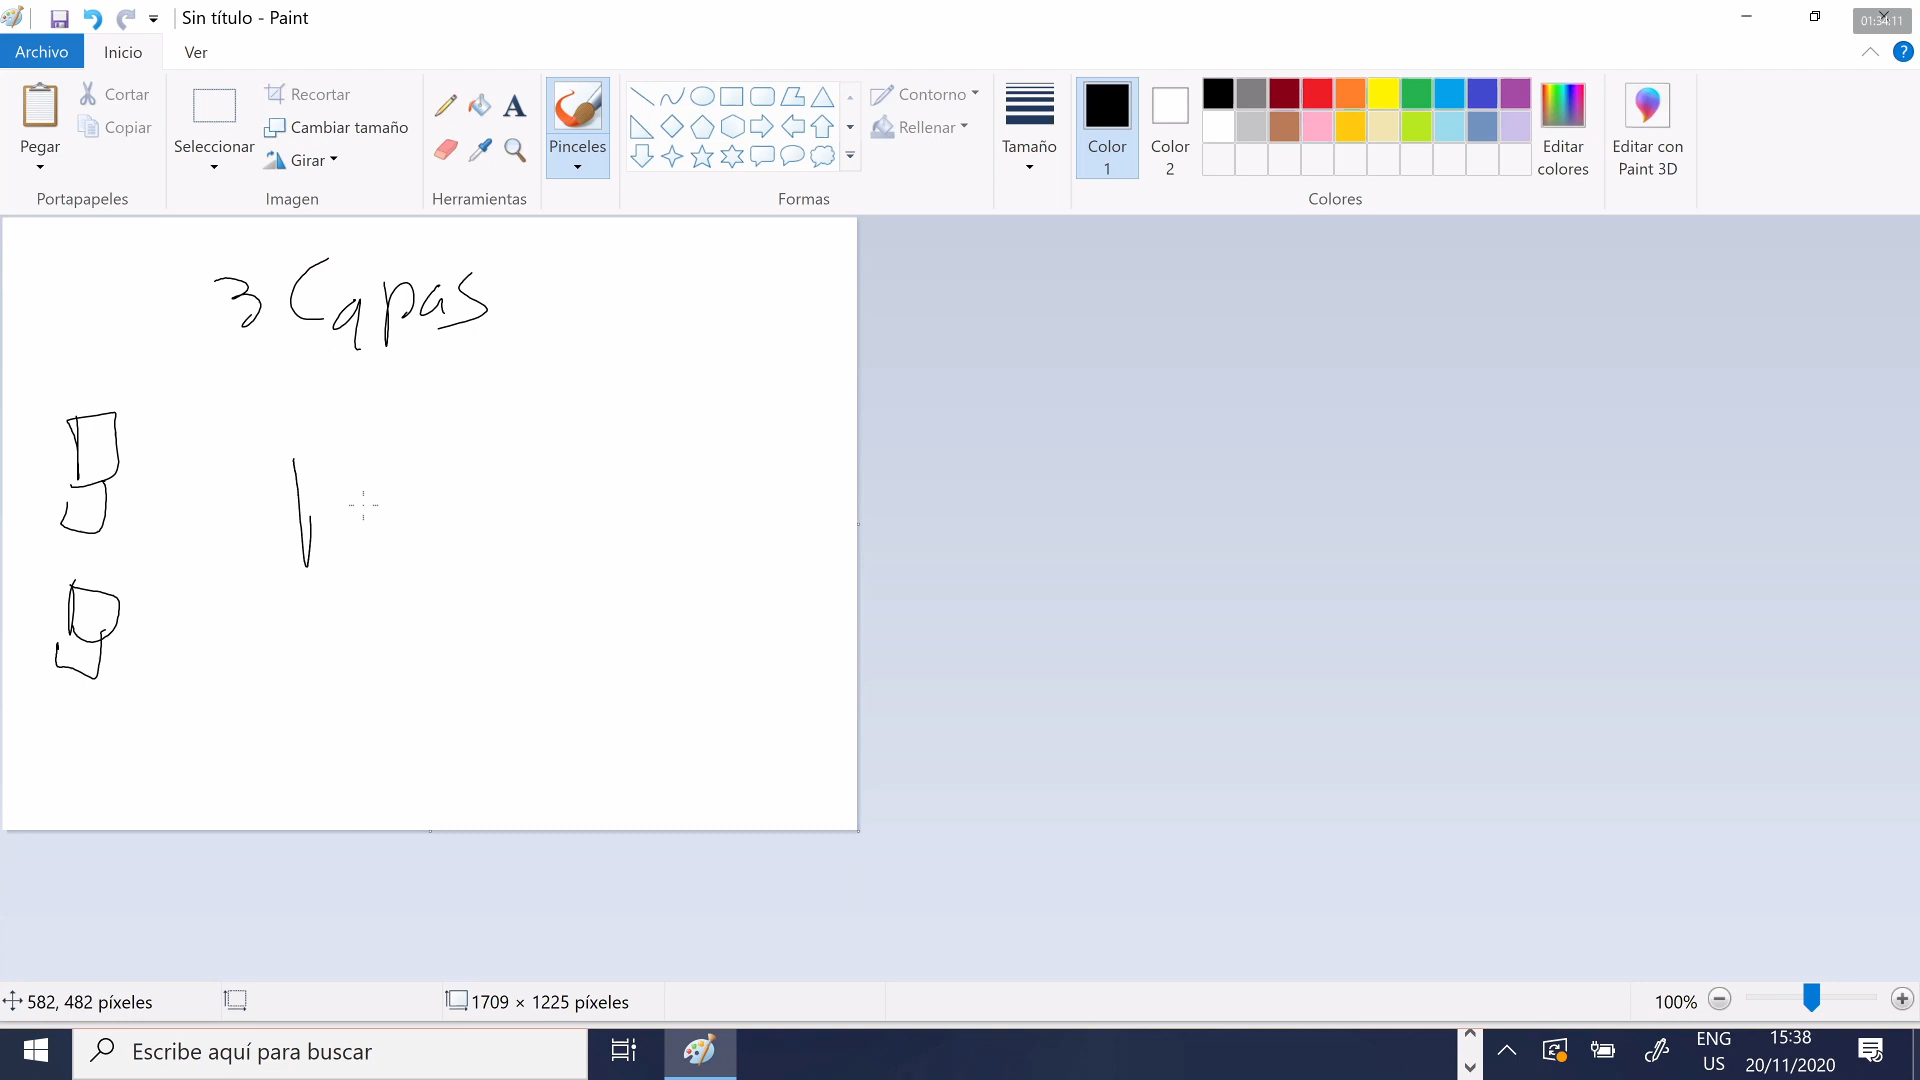 Sin título - Paint
01:34:11
Archivo Inicio Ver
Pegar
Cortar
Copiar
Portapapeles
Seleccionar
Recortar
Cambiar tamaño
Girar
Imagen
A
Herramientas
Pinceles
Contorno
Rellenar
Formas
Tamaño
Color 1
Color 2
Editar colores
Colores
Editar con Paint 3D
3 Capas
582, 482 píxeles
1709 × 1225 píxeles
100%
Escribe aquí para buscar
ENG
US
15:38
20/11/2020